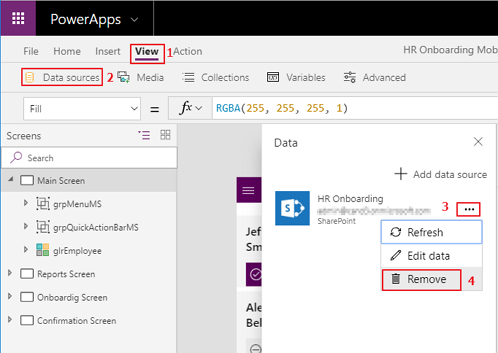 PowerApps
File Home Insert View 1 Action HR Onboarding Mob
Data sources 2 Media Collections Variables Advanced
Fill = fx RGBA(255, 255, 255, 1)
Screens
Search
Main Screen
grpMenuMS
grpQuickActionBarMS
glrEmployee
Reports Screen
Onboardig Screen
Confirmation Screen
Jef
Sm
Ale
Bel
Data
Add data source
HR Onboarding
3 ...
SharePoint
Refresh
Edit data
Remove 4